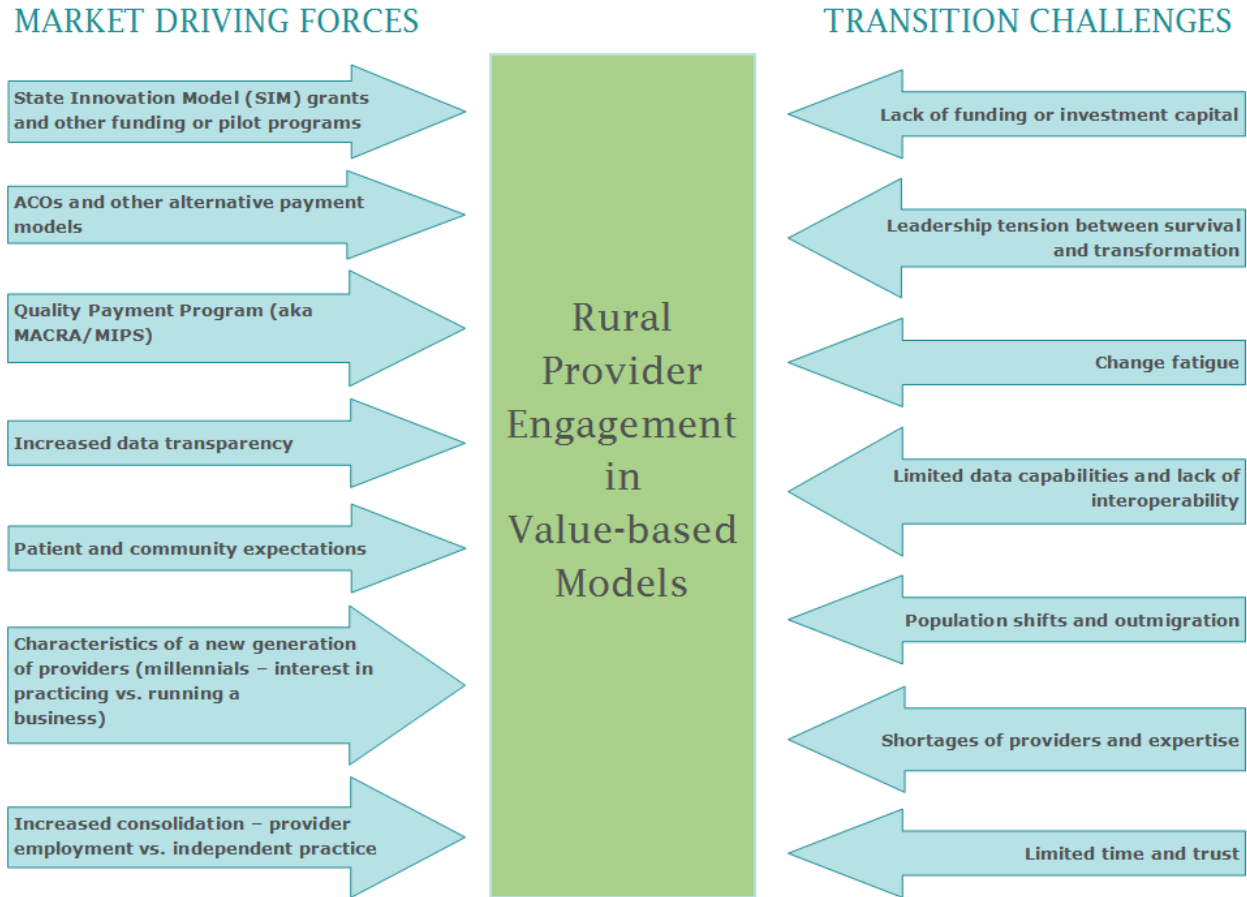 MARKET DRIVING FORCES
State Innovation Model (SIM) grants
and other funding or pilot programs
ACOs and other alternative payment
models
Quality Payment Program (aka
MACRA/MIPS)
Increased data transparency
Patient and community expectations
Characteristics of a new generation
of providers (millennials – interest in
practicing vs. running a
business)
Increased consolidation – provider
employment vs. independent practice
Rural
Provider
Engagement
in
Value-based
Models
TRANSITION CHALLENGES
Lack of funding or investment capital
Leadership tension between survival
and transformation
Change fatigue
Limited data capabilities and lack of
interoperability
Population shifts and outmigration
Shortages of providers and expertise
Limited time and trust